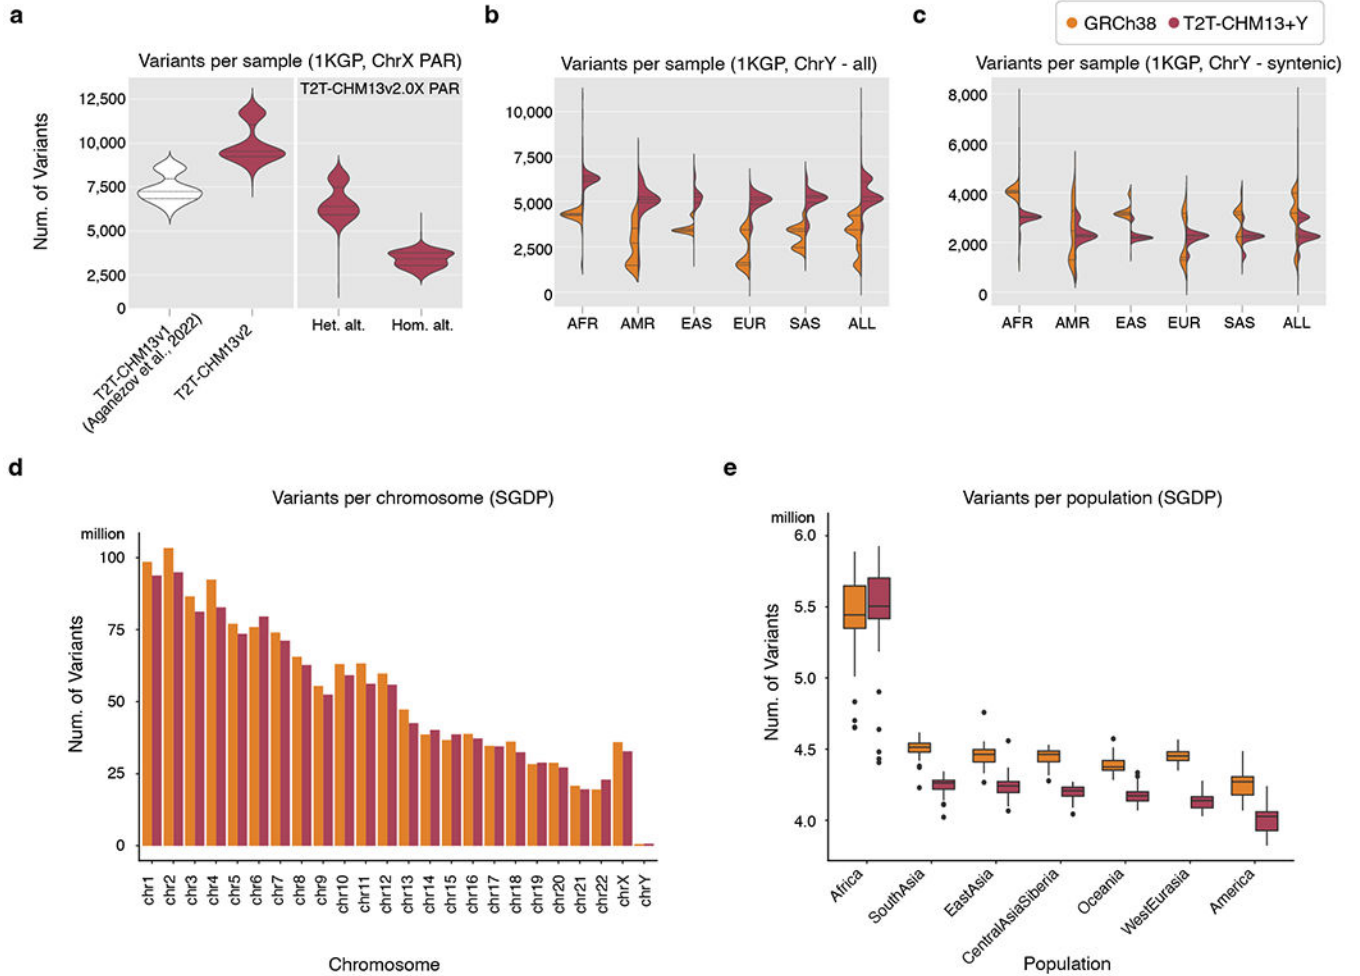 a
b
c
GRCh38
T2T-CHM13+Y
Variants per sample (1KGP, ChrX PAR)
T2T-CHM13v2.0X PAR
Num. of Variants
12,500
10,000
7,500
5,000
2,500
0
T2T-CHM13v1
(Aganezov et al., 2022)
T2T-CHM13v2
Het. alt.
Hom. alt.
Variants per sample (1KGP, ChrY - all)
10,000
7,500
5,000
2,500
0
AFR
AMR
EAS
EUR
SAS
ALL
Variants per sample (1KGP, ChrY - syntenic)
8,000
6,000
4,000
2,000
0
AFR
AMR
EAS
EUR
SAS
ALL
d
Variants per chromosome (SGDP)
million
100
75
50
25
0
Num. of Variants
chr1
chr2
chr3
chr4
chr5
chr6
chr7
chr8
chr9
chr10
chr11
chr12
chr13
chr14
chr15
chr16
chr17
chr18
chr19
chr20
chr21
chr22
chrX
chrY
Chromosome
e
Variants per population (SGDP)
million
6.0
5.5
5.0
4.5
4.0
Num. of Variants
Africa
SouthAsia
EastAsia
CentralAsiaSiberia
Oceania
WestEurasia
America
Population